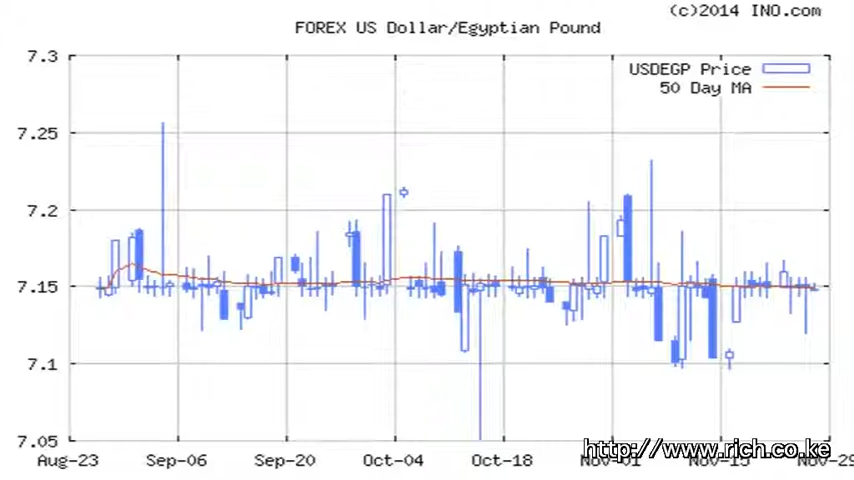 (c)2014 INO.com
FOREX US Dollar/Egyptian Pound
7.3
USDEGP Price
50 Day MA
7.25
7.2
7.15
7.1
7.05
http://www.rich.co.ke
Aug-23 Sep-06 Sep-20 Oct-04 Oct-18 Nov-01 Nov-15 Nov-29